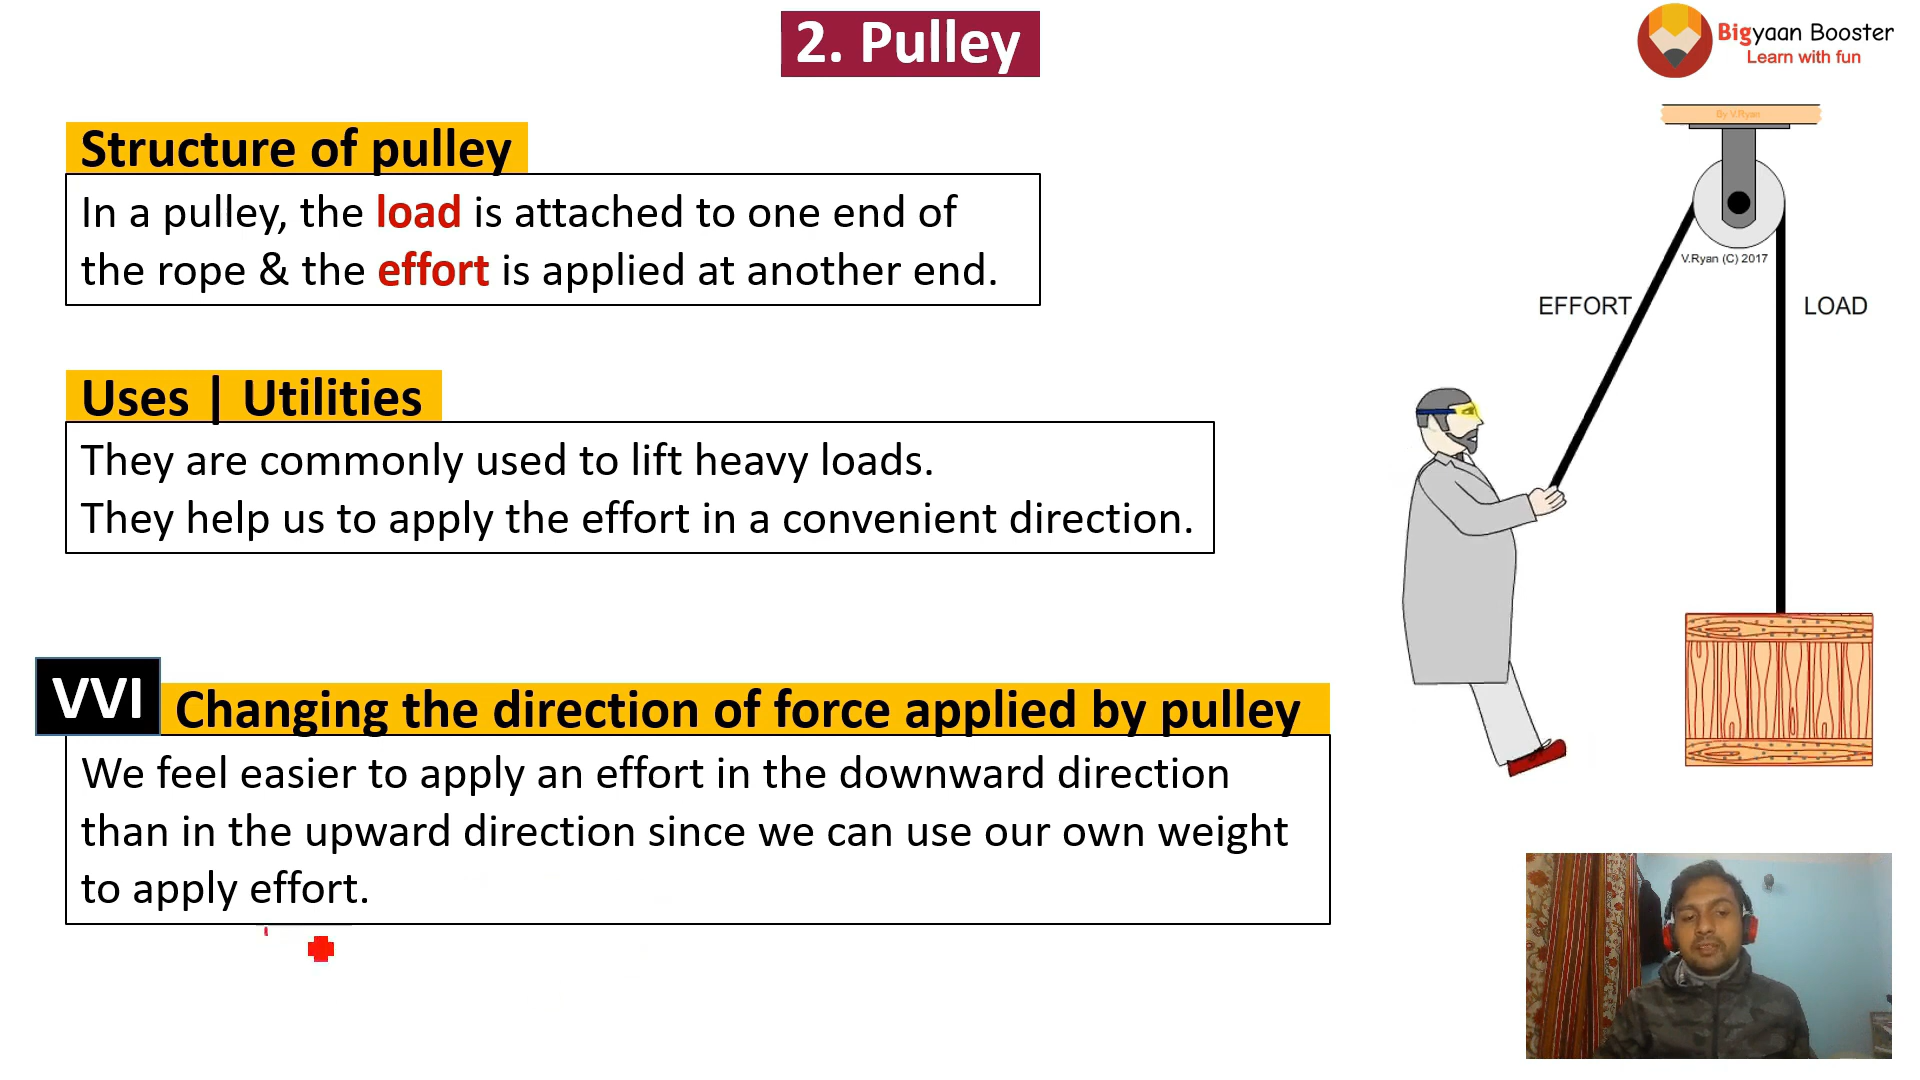 2. Pulley
Bigyaan Booster
Learn with fun
Structure of pulley
In a pulley, the load is attached to one end of
the rope & the effort is applied at another end.
Uses | Utilities
They are commonly used to lift heavy loads.
They help us to apply the effort in a convenient direction.
VVI
Changing the direction of force applied by pulley
We feel easier to apply an effort in the downward direction
than in the upward direction since we can use our own weight
to apply effort.
By V.Ryan
V.Ryan (C) 2017
EFFORT
LOAD